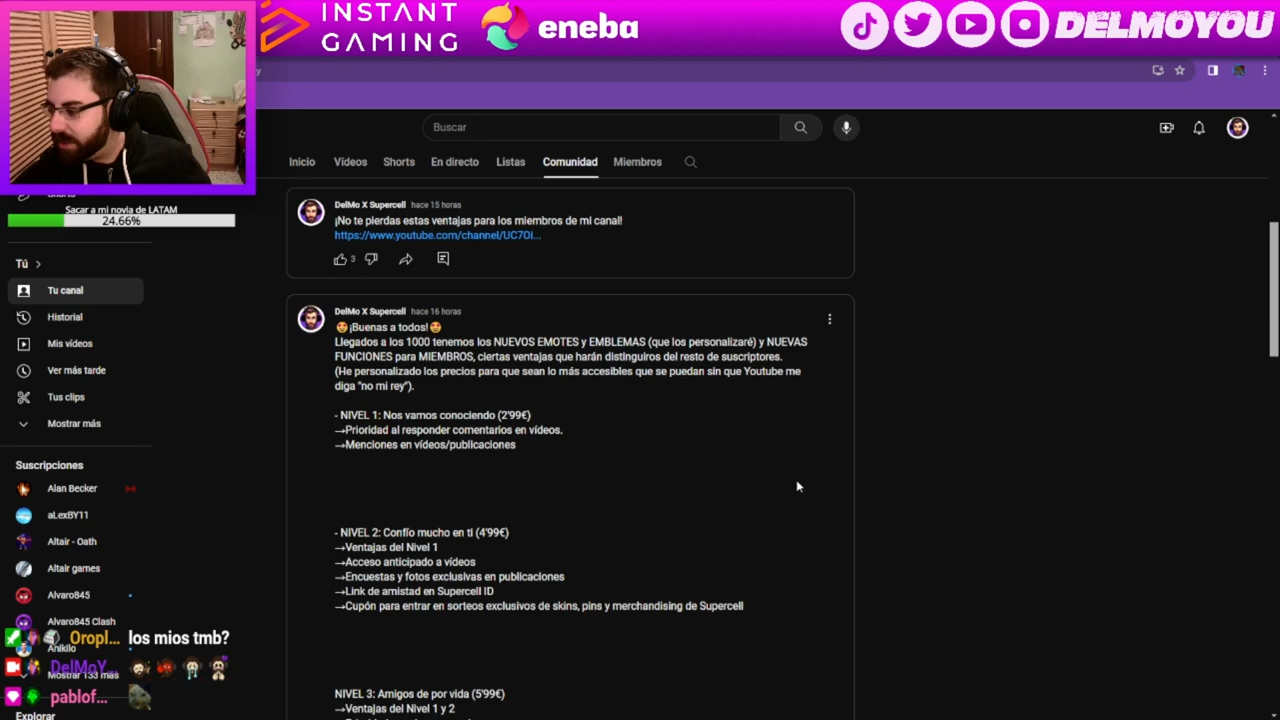 INSTANT
GAMING
eneba
DELMOYOU
Buscar
Inicio
Videos
Shorts
En directo
Listas
Comunidad
Miembros
Sacar a mi novia de LATAM
24.66%
Tú
Tu canal
Historial
Mis vídeos
Ver más tarde
Tus clips
Mostrar más
Suscripciones
Alan Becker
aLexBY11
Altair - Oath
Altair games
Alvaro845
Alvaro845 Clash
Anikilo
Mostrar 133 más
Explorar
Oropl... los mios tmb?
DelMoY...
pablof...
DelMo X Supercell hace 15 horas
¡No te pierdas estas ventajas para los miembros de mi canal!
https://www.youtube.com/channel/UC7Oi...
3
DelMo X Supercell hace 16 horas
¡Buenas a todos!
Llegados a los 1000 tenemos los NUEVOS EMOTES y EMBLEMAS (que los personalizaré) y NUEVAS
FUNCIONES para MIEMBROS, ciertas ventajas que harán distinguiros del resto de suscriptores.
(He personalizado los precios para que sean lo más accesibles que se puedan sin que Youtube me
diga "no mi rey").
- NIVEL 1: Nos vamos conociendo (2'99€)
→Prioridad al responder comentarios en vídeos.
→Menciones en vídeos/publicaciones
- NIVEL 2: Confío mucho en ti (4'99€)
→Ventajas del Nivel 1
→Acceso anticipado a vídeos
→Encuestas y fotos exclusivas en publicaciones
→Link de amistad en Supercell ID
→Cupón para entrar en sorteos exclusivos de skins, pins y merchandising de Supercell
NIVEL 3: Amigos de por vida (5'99€)
→Ventajas del Nivel 1 y 2